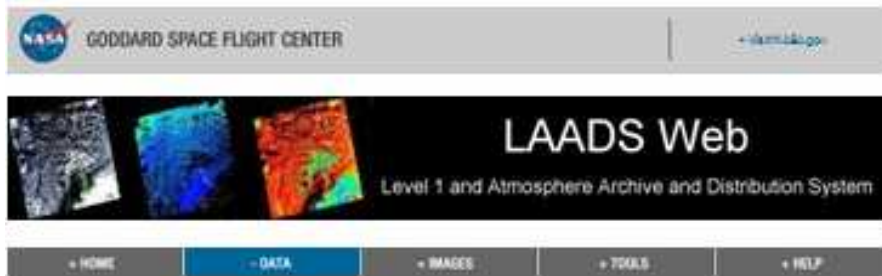 NASA GODDARD SPACE FLIGHT CENTER
LAADS Web
Level 1 and Atmosphere Archive and Distribution System
+ HOME - DATA + IMAGES + TOOLS + HELP